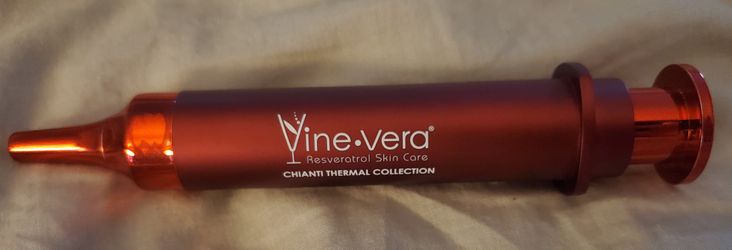 Vine•vera®
Resveratrol Skin Care
CHIANTI THERMAL COLLECTION